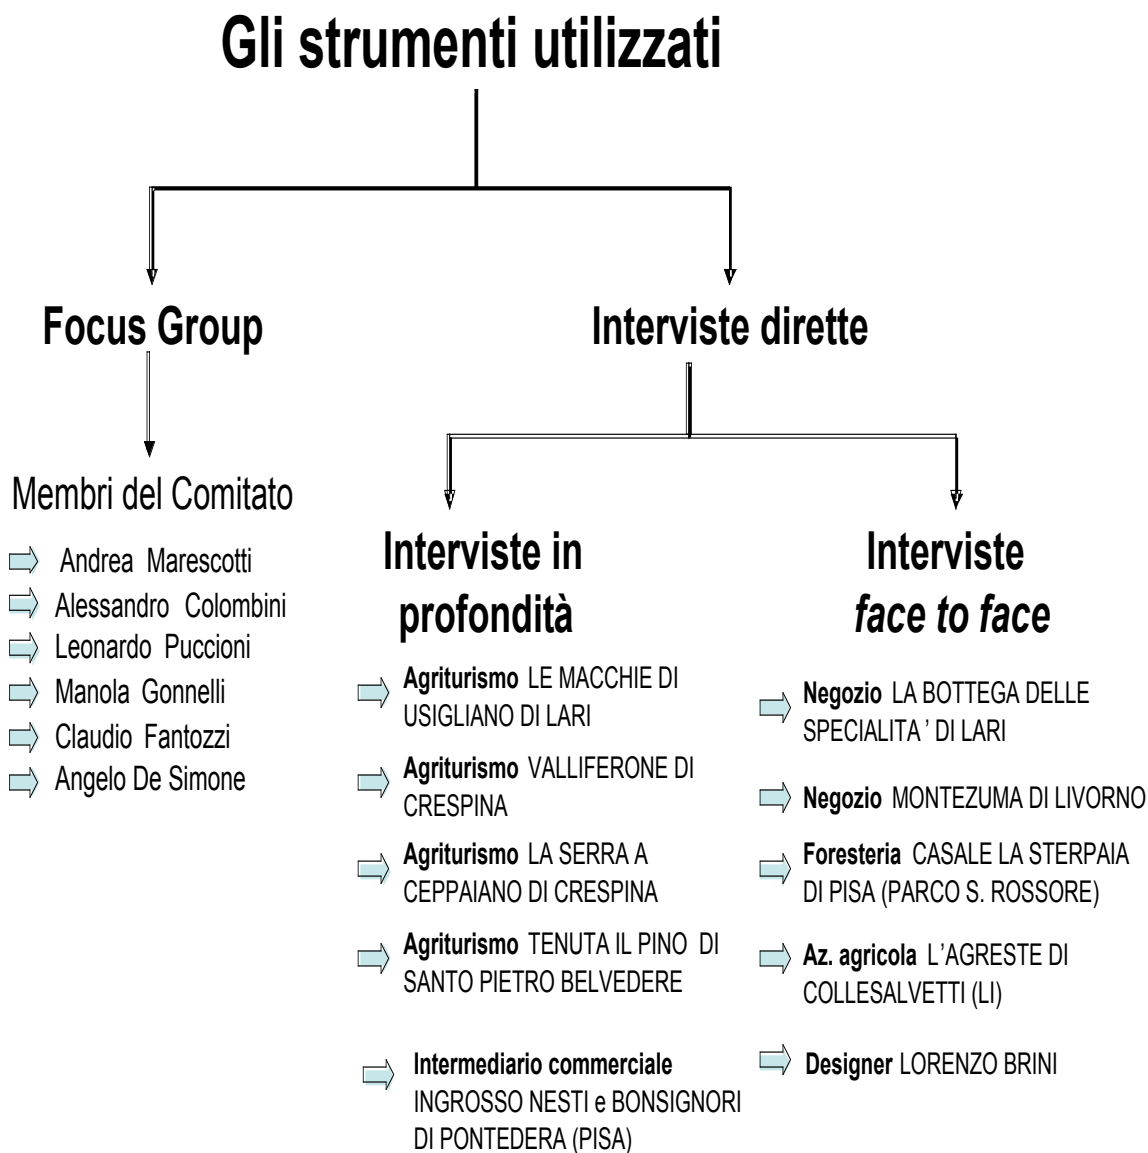 Gli strumenti utilizzati
Focus Group
Membri del Comitato
Andrea Marescotti
Alessandro Colombini
Leonardo Puccioni
Manola Gonnelli
Claudio Fantozzi
Angelo De Simone
Interviste dirette
Interviste in
profondità
Agriturismo LE MACCHIE DI
USIGLIANO DI LARI
Agriturismo VALLIFERONE DI
CRESPINA
Agriturismo LA SERRA A
CEPPAIANO DI CRESPINA
Agriturismo TENUTA IL PINO DI
SANTO PIETRO BELVEDERE
Intermediario commerciale
INGROSSO NESTI e BONSIGNORI
DI PONTEDERA (PISA)
Interviste
face to face
Negozio LA BOTTEGA DELLE
SPECIALITA ' DI LARI
Negozio MONTEZUMA DI LIVORNO
Foresteria CASALE LA STERPAIA
DI PISA (PARCO S. ROSSORE)
Az. agricola L'AGRESTE DI
COLLESALVETTI (LI)
Designer LORENZO BRINI